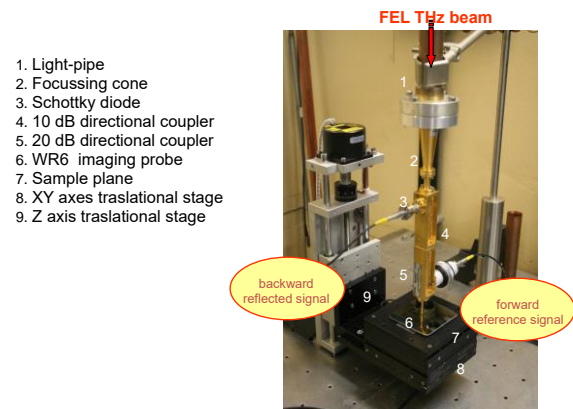 FEL THz beam
1. Light-pipe
2. Focussing cone
3. Schottky diode
4. 10 dB directional coupler
5. 20 dB directional coupler
6. WR6 imaging probe
7. Sample plane
8. XY axes traslational stage
9. Z axis traslational stage
1
2
3
4
backward
reflected signal
5
9
forward
reference signal
6
7
8